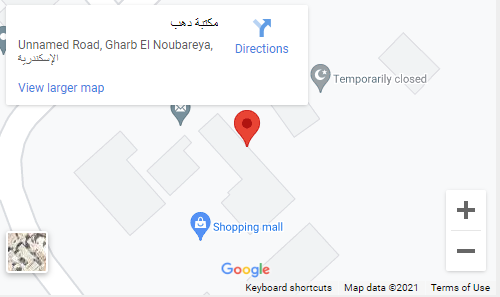 مكتبة دهب
Unnamed Road, Gharb El Noubareya,
الإسكندرية
Directions
View larger map
Temporarily closed
Shopping mall
Google
Keyboard shortcuts
Map data ©2021
Terms of Use